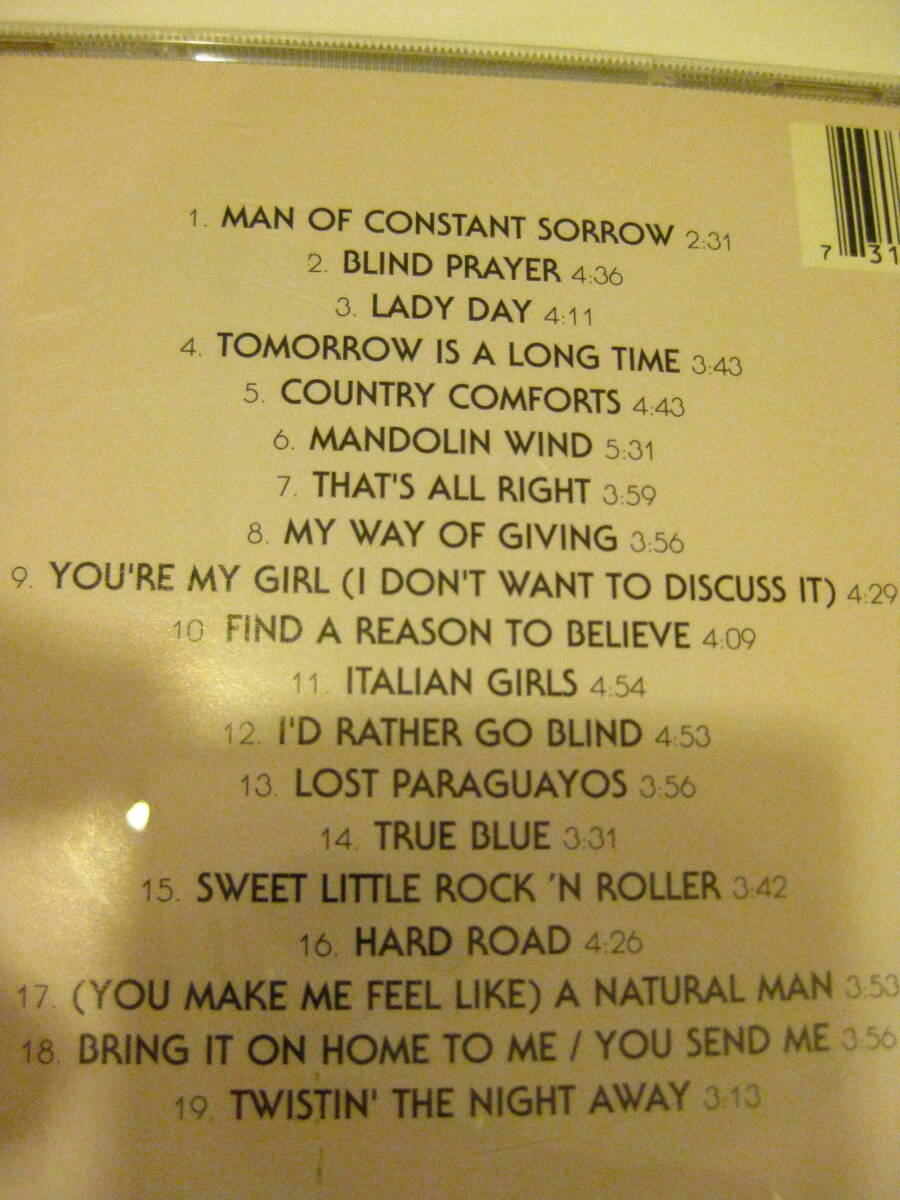 1. MAN OF CONSTANT SORROW 2:31
2. BLIND PRAYER 4:36
3. LADY DAY 4:11
4. TOMORROW IS A LONG TIME 3:43
5. COUNTRY COMFORTS 4:43
6. MANDOLIN WIND 5:31
7. THAT'S ALL RIGHT 3:59
8. MY WAY OF GIVING 3:56
9. YOU'RE MY GIRL (I DON'T WANT TO DISCUSS IT) 4:29
10 FIND A REASON TO BELIEVE 4:09
11. ITALIAN GIRLS 4:54
12. I'D RATHER GO BLIND 4:53
13. LOST PARAGUAYOS 3:56
14. TRUE BLUE 3:31
15. SWEET LITTLE ROCK 'N ROLLER 3:42
16. HARD ROAD 4:26
17. (YOU MAKE ME FEEL LIKE) A NATURAL MAN 3:53
18. BRING IT ON HOME TO ME / YOU SEND ME 3:56
19. TWISTIN' THE NIGHT AWAY 3:13
7 31